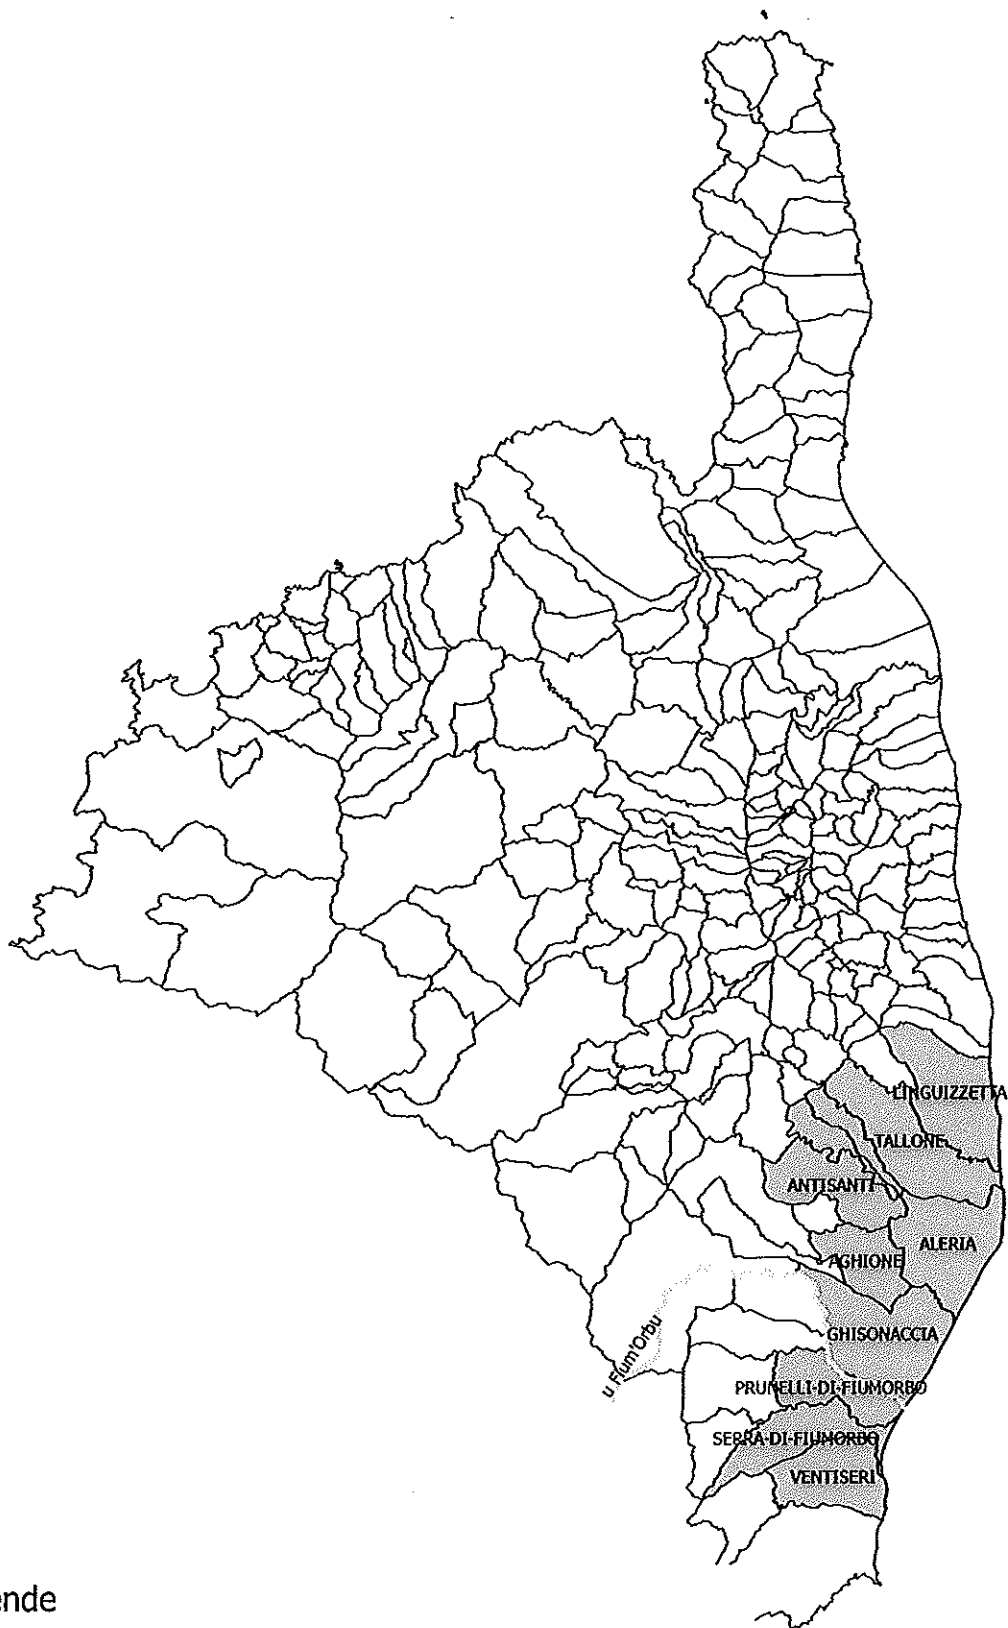 LINGUIZZETTA
TALLONE
ANTISANTI
ALERIA
AGHIONE
GHISONACCIA
u Fium'Orbu
PRUNELLI-DI-FIUMORBO
SERRA-DI-FIUMORBO
VENTISERI
ende